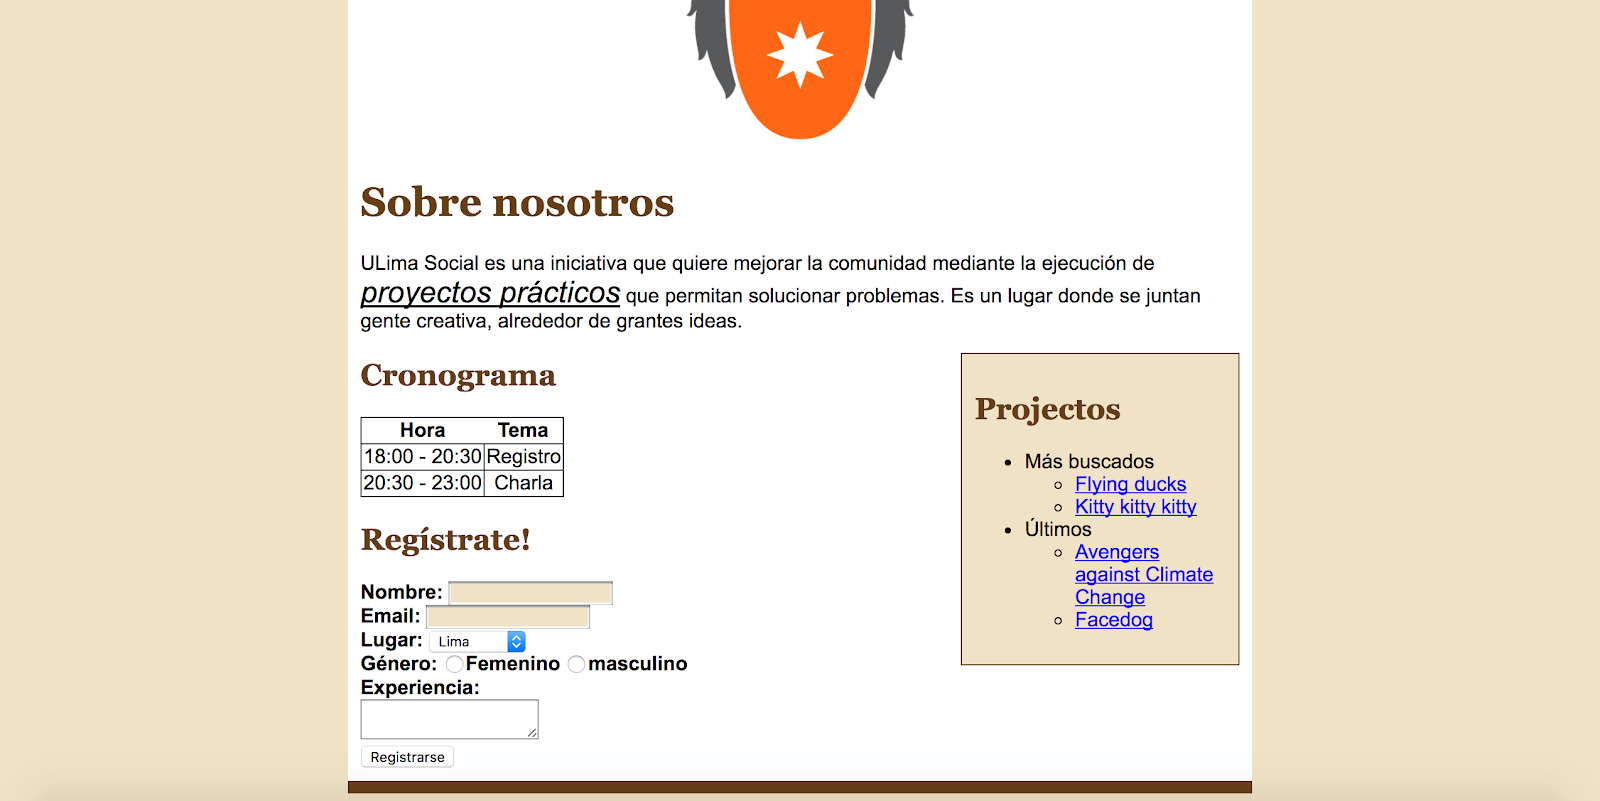 Sobre nosotros
ULima Social es una iniciativa que quiere mejorar la comunidad mediante la ejecución de
proyectos prácticos que permitan solucionar problemas. Es un lugar donde se juntan
gente creativa, alrededor de grantes ideas.
Cronograma
Hora Tema
18:00 - 20:30 Registro
20:30 - 23:00 Charla
Regístrate!
Nombre:
Email:
Lugar: Lima
Género: Femenino masculino
Experiencia:
Registrarse
Projectos
Más buscados
Flying ducks
Kitty kitty kitty
Últimos
Avengers
against Climate
Change
Facedog